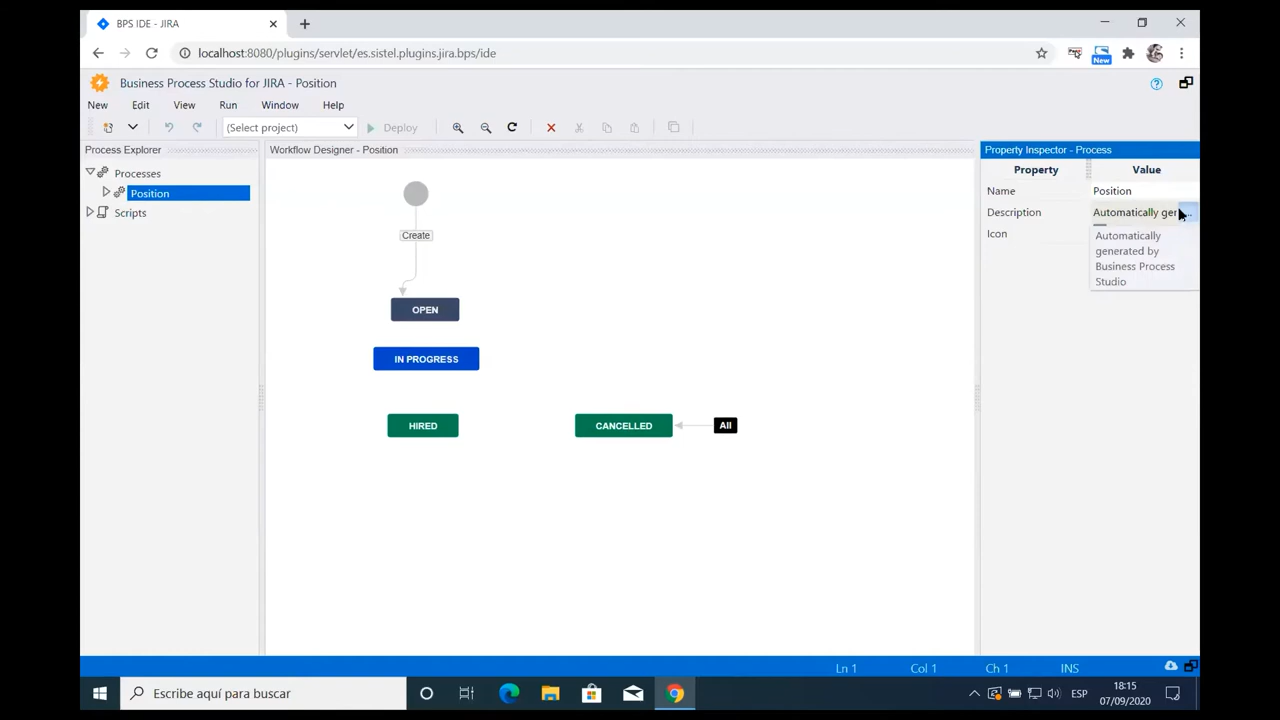 BPS IDE - JIRA
localhost:8080/plugins/servlet/es.sistel.plugins.jira.bps/ide
New
Business Process Studio for JIRA - Position
New Edit View Run Window Help
(Select project) Deploy
Process Explorer
Processes
Position
Scripts
Workflow Designer - Position
Create
OPEN
IN PROGRESS
HIRED
CANCELLED
All
Property Inspector - Process
Property Value
Name Position
Description Automatically gen...
Icon
Automatically
generated by
Business Process
Studio
Ln 1 Col 1 Ch 1 INS
Escribe aquí para buscar
ESP
18:15
07/09/2020